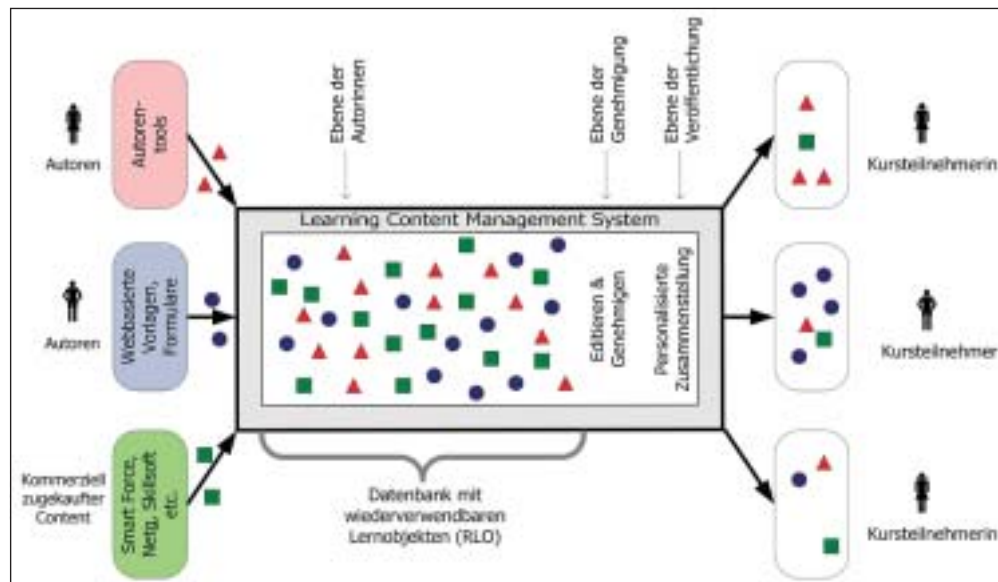 Autoren
Autoren-
tools
Ebene der
Autorinnen
Ebene der
Genehmigung
Ebene der
Veröffentlichung
Kursteilnehmerin
Learning Content Management System
Autoren
Webbasierte
Vorlagen,
Formulare
Editieren &
Genehmigen
Personalisierte
Zusammenstellung
Kursteilnehmer
Kommerziell
zugekaufter
Content
Smart Force,
Netg, Skillsoft
etc.
Datenbank mit
wiederverwendbaren
Lernobjekten (RLO)
Kursteilnehmerin